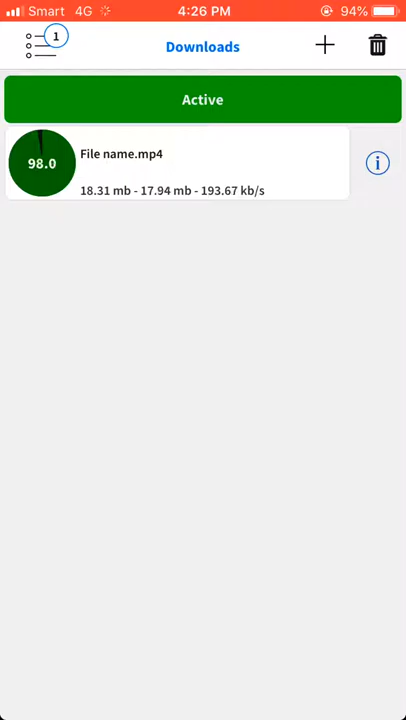 Smart 4G 4:26 PM 94%
1
Downloads
Active
98.0
File name.mp4
18.31 mb - 17.94 mb - 193.67 kb/s
i